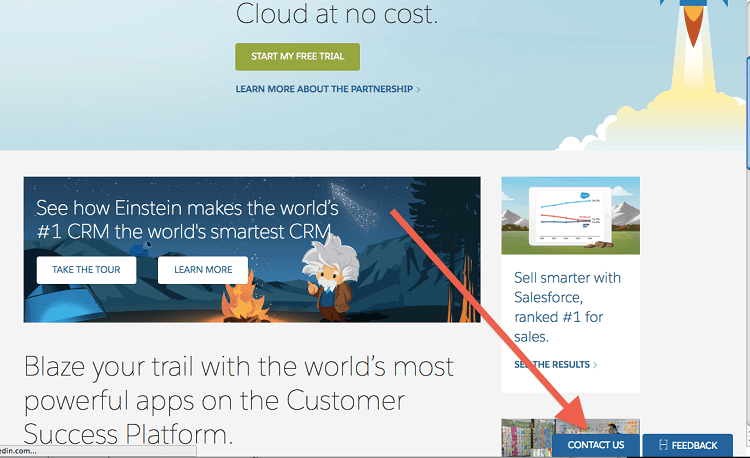 Cloud at no cost.
START MY FREE TRIAL
LEARN MORE ABOUT THE PARTNERSHIP >
See how Einstein makes the world's
#1 CRM the world's smartest CRM
TAKE THE TOUR
LEARN MORE
Sell smarter with
Salesforce,
ranked #1 for
sales.
THE RESULTS >
Blaze your trail with the world's most
powerful apps on the Customer
Success Platform.
CONTACT US
FEEDBACK
edin.com...